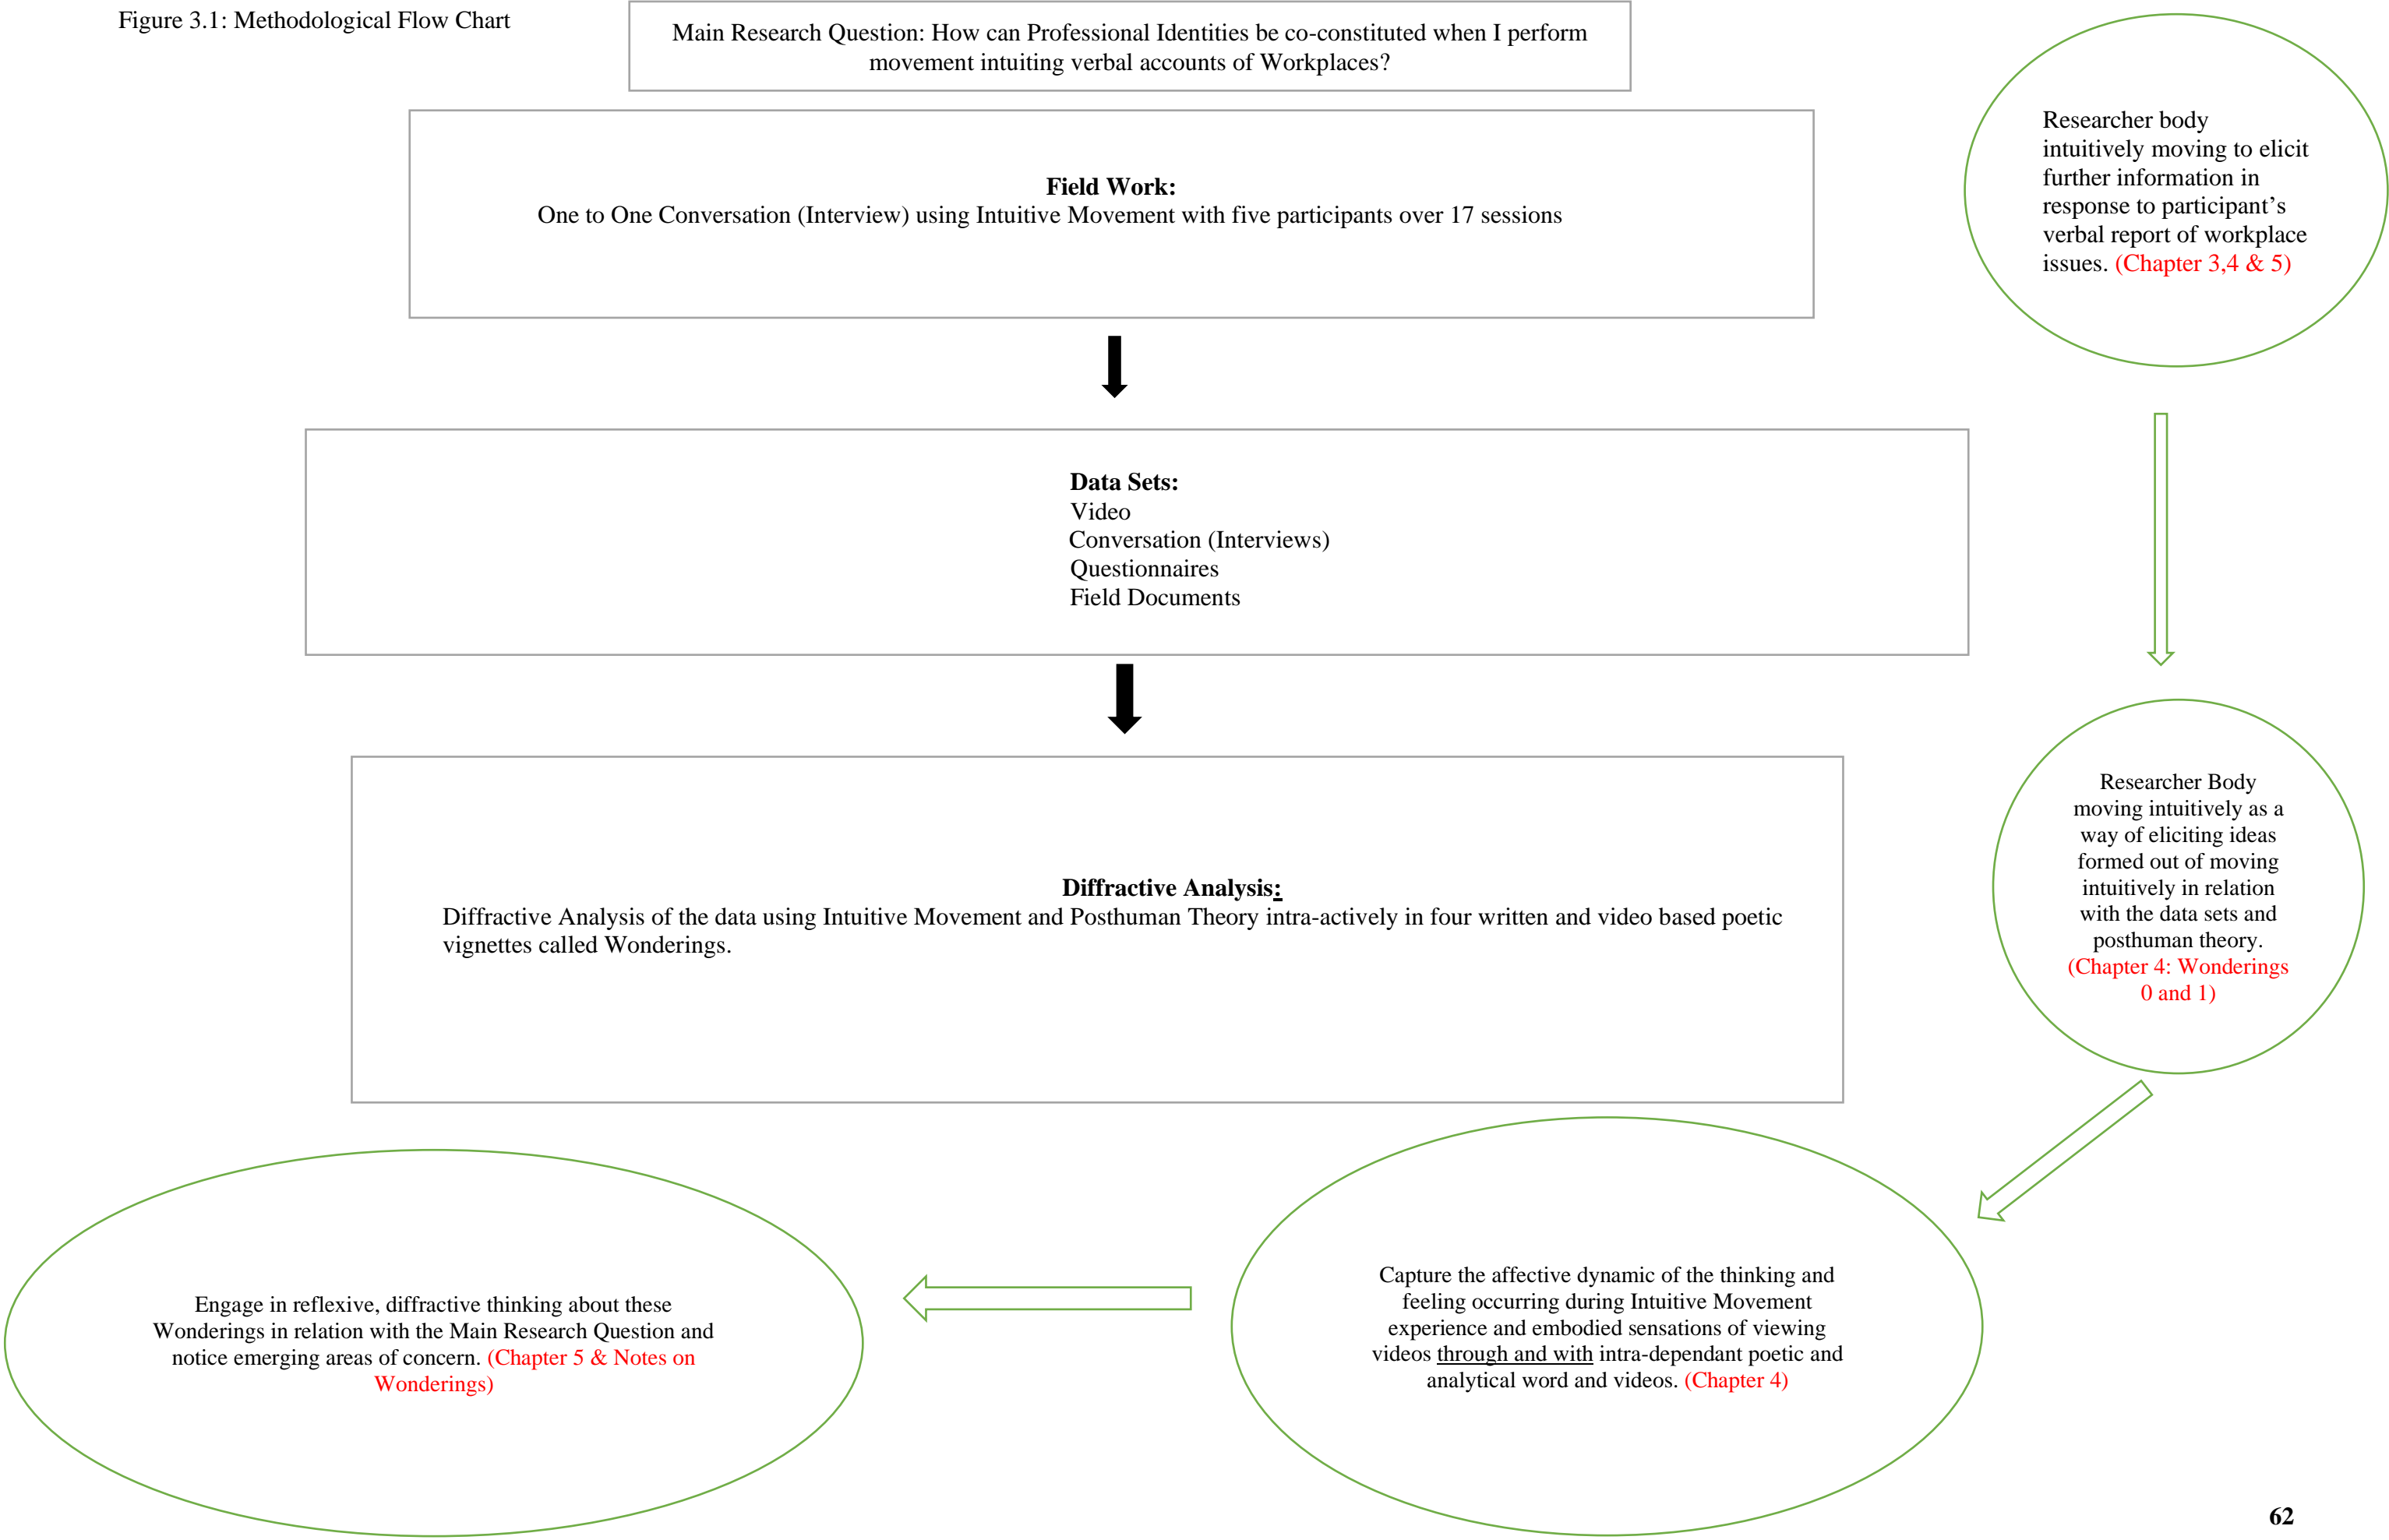 Figure 3.1: Methodological Flow Chart
Main Research Question: How can Professional Identities be co-constituted when I perform
movement intuiting verbal accounts of Workplaces?
Field Work:
One to One Conversation (Interview) using Intuitive Movement with five participants over 17 sessions
Researcher body
intuitively moving to elicit
further information in
response to participant’s
verbal report of workplace
issues. (Chapter 3,4 & 5)
Data Sets:
Video
Conversation (Interviews)
Questionnaires
Field Documents
Diffractive Analysis:
Diffractive Analysis of the data using Intuitive Movement and Posthuman Theory intra-actively in four written and video based poetic
vignettes called Wonderings.
Researcher Body
moving intuitively as a
way of eliciting ideas
formed out of moving
intuitively in relation
with the data sets and
posthuman theory.
(Chapter 4: Wonderings
0 and 1)
Capture the affective dynamic of the thinking and
feeling occurring during Intuitive Movement
experience and embodied sensations of viewing
videos through and with intra-dependant poetic and
analytical word and videos. (Chapter 4)
Engage in reflexive, diffractive thinking about these
Wonderings in relation with the Main Research Question and
notice emerging areas of concern. (Chapter 5 & Notes on
Wonderings)
62